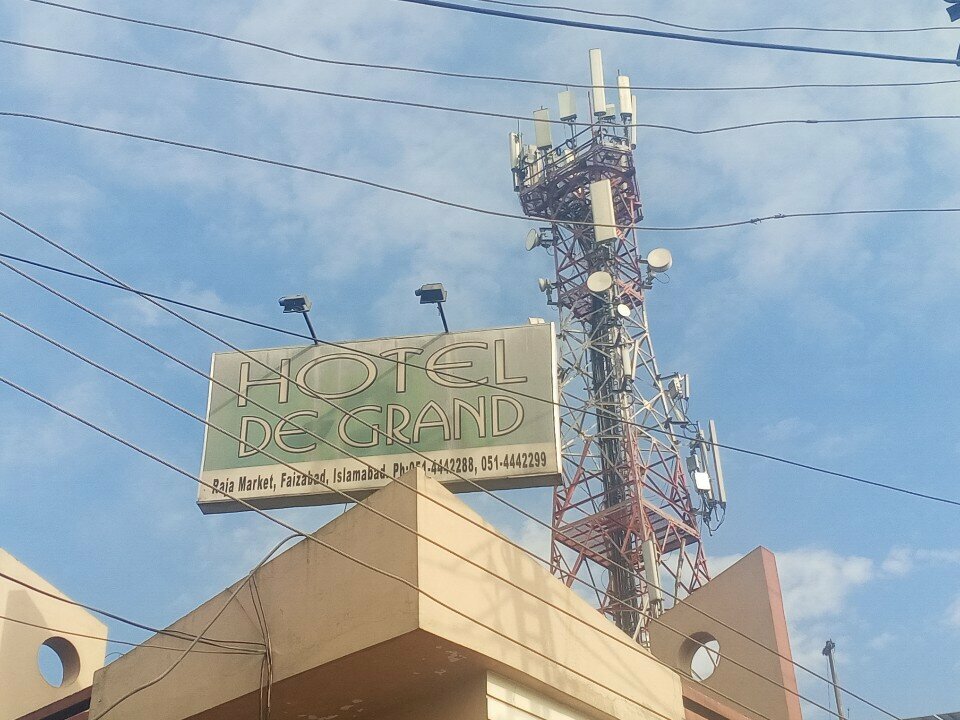 HOTEL
DE GRAND
Raja Market, Faizabad, Islamabad. Ph:051-4442288, 051-4442299